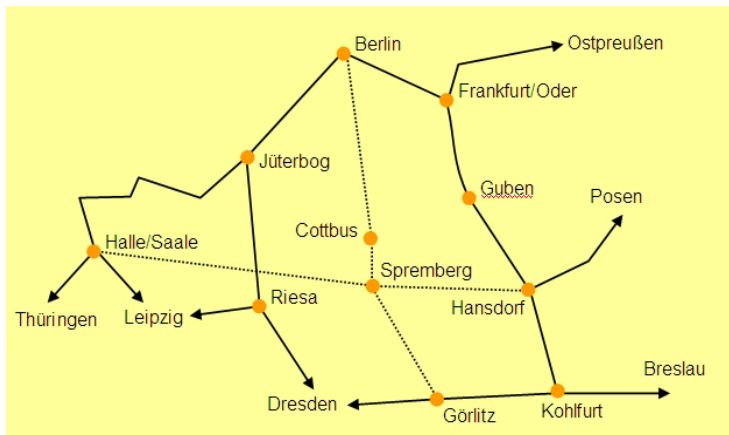 Berlin
Ostpreußen
Frankfurt/Oder
Jüterbog
Guben
Posen
Cottbus
Halle/Saale
Spremberg
Hansdorf
Riesa
Thüringen
Leipzig
Breslau
Dresden
Görlitz
Kohlfurt